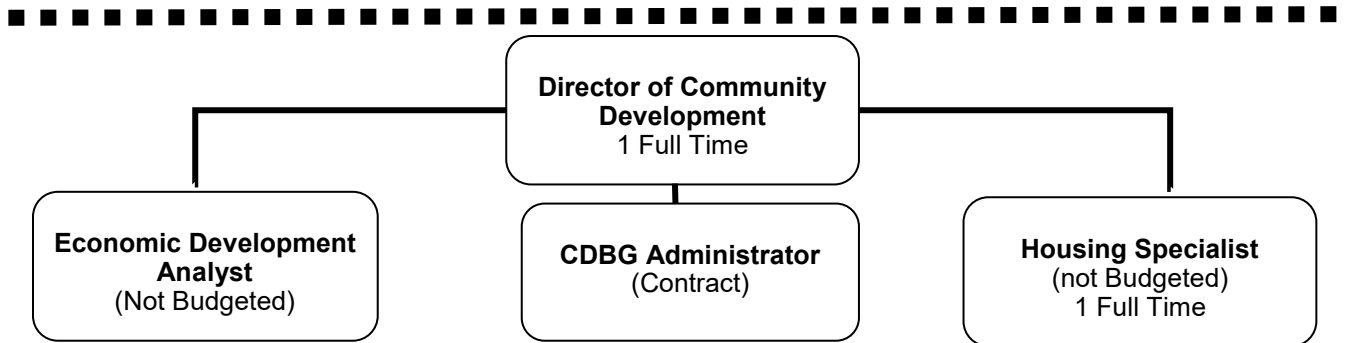 Director of Community
Development
1 Full Time
Economic Development
Analyst
(Not Budgeted)
CDBG Administrator
(Contract)
Housing Specialist
(not Budgeted)
1 Full Time